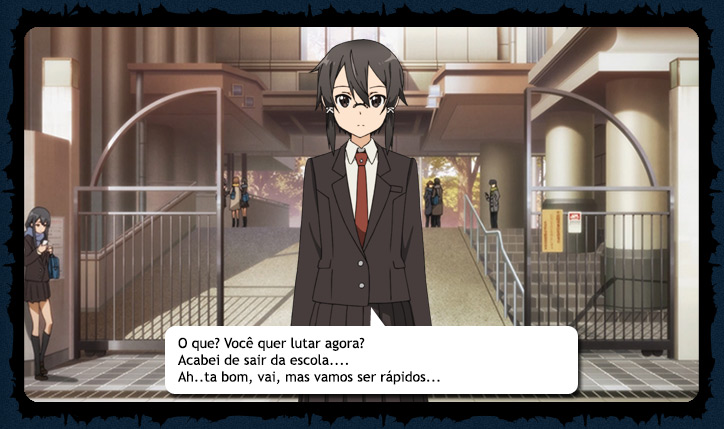 O que? Você quer lutar agora?
Acabei de sair da escola....
Ah..ta bom, vai, mas vamos ser rápidos...